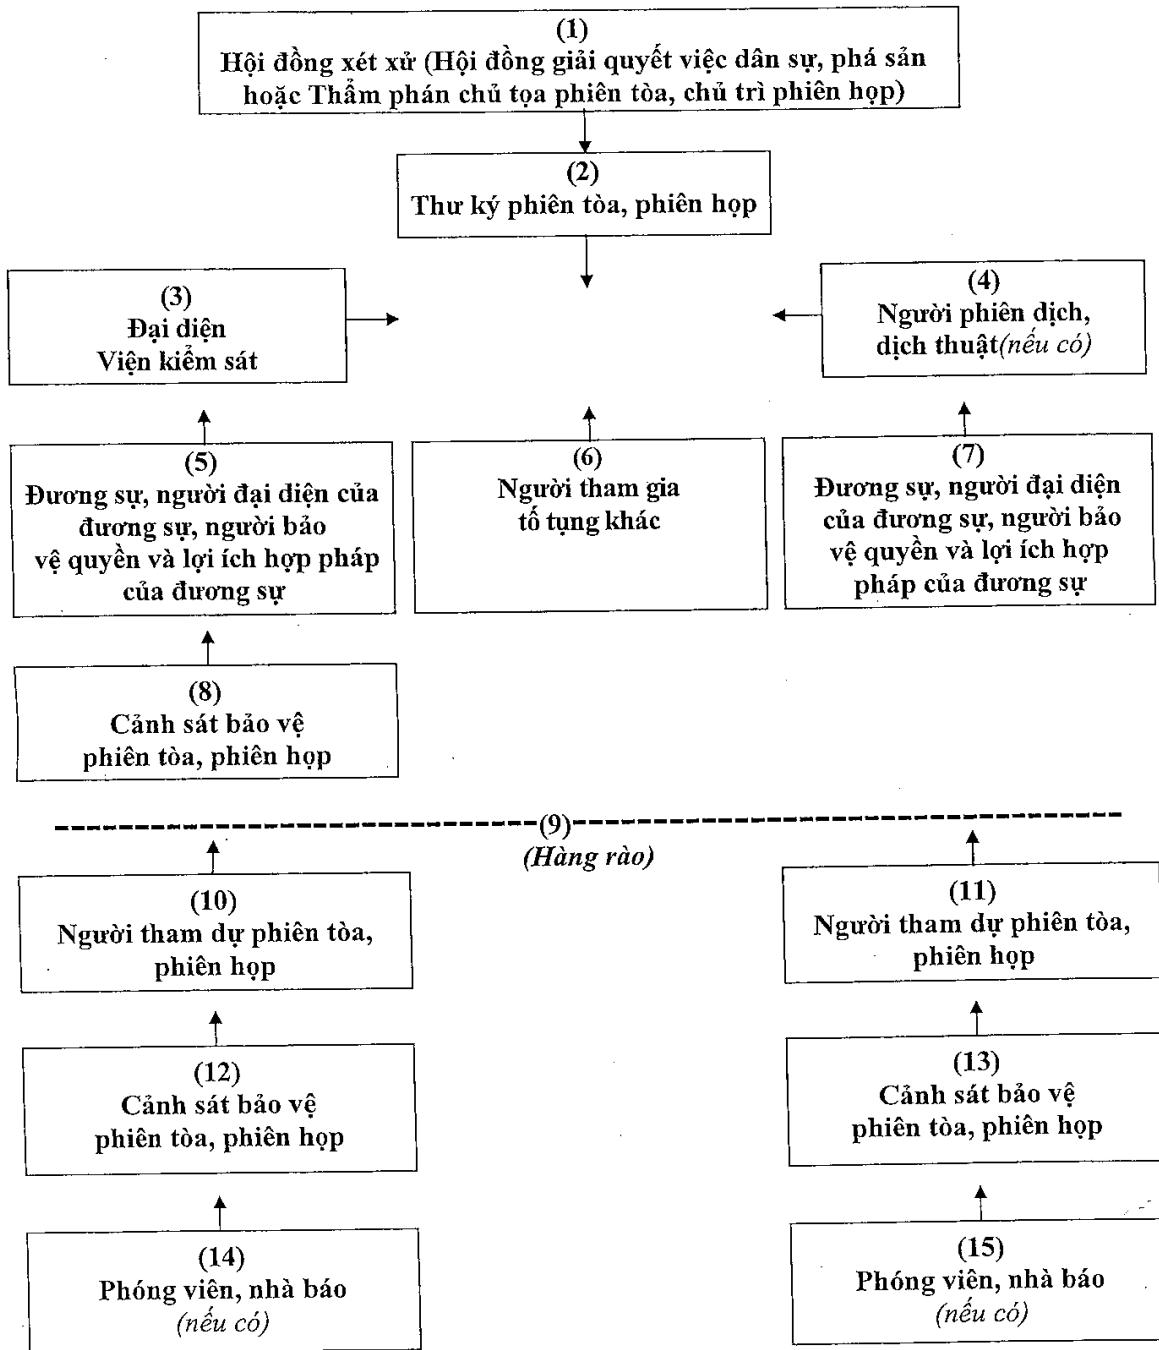 (1)
Hội đồng xét xử (Hội đồng giải quyết việc dân sự, phá sản
hoặc Thẩm phán chủ tọa phiên tòa, chủ trì phiên họp)
(2)
Thư ký phiên tòa, phiên họp
(3)
Đại diện
Viện kiểm sát
(4)
Người phiên dịch,
dịch thuật(nếu có)
(5)
Đương sự, người đại diện của
đương sự, người bảo
vệ quyền và lợi ích hợp pháp
của đương sự
(6)
Người tham gia
tố tụng khác
(7)
Đương sự, người đại diện
của đương sự, người bảo
vệ quyền và lợi ích hợp
pháp của đương sự
(8)
Cảnh sát bảo vệ
phiên tòa, phiên họp
(9)
(Hàng rào)
(10)
Người tham dự phiên tòa,
phiên họp
(11)
Người tham dự phiên tòa,
phiên họp
(12)
Cảnh sát bảo vệ
phiên tòa, phiên họp
(13)
Cảnh sát bảo vệ
phiên tòa, phiên họp
(14)
Phóng viên, nhà báo
(nếu có)
(15)
Phóng viên, nhà báo
(nếu có)